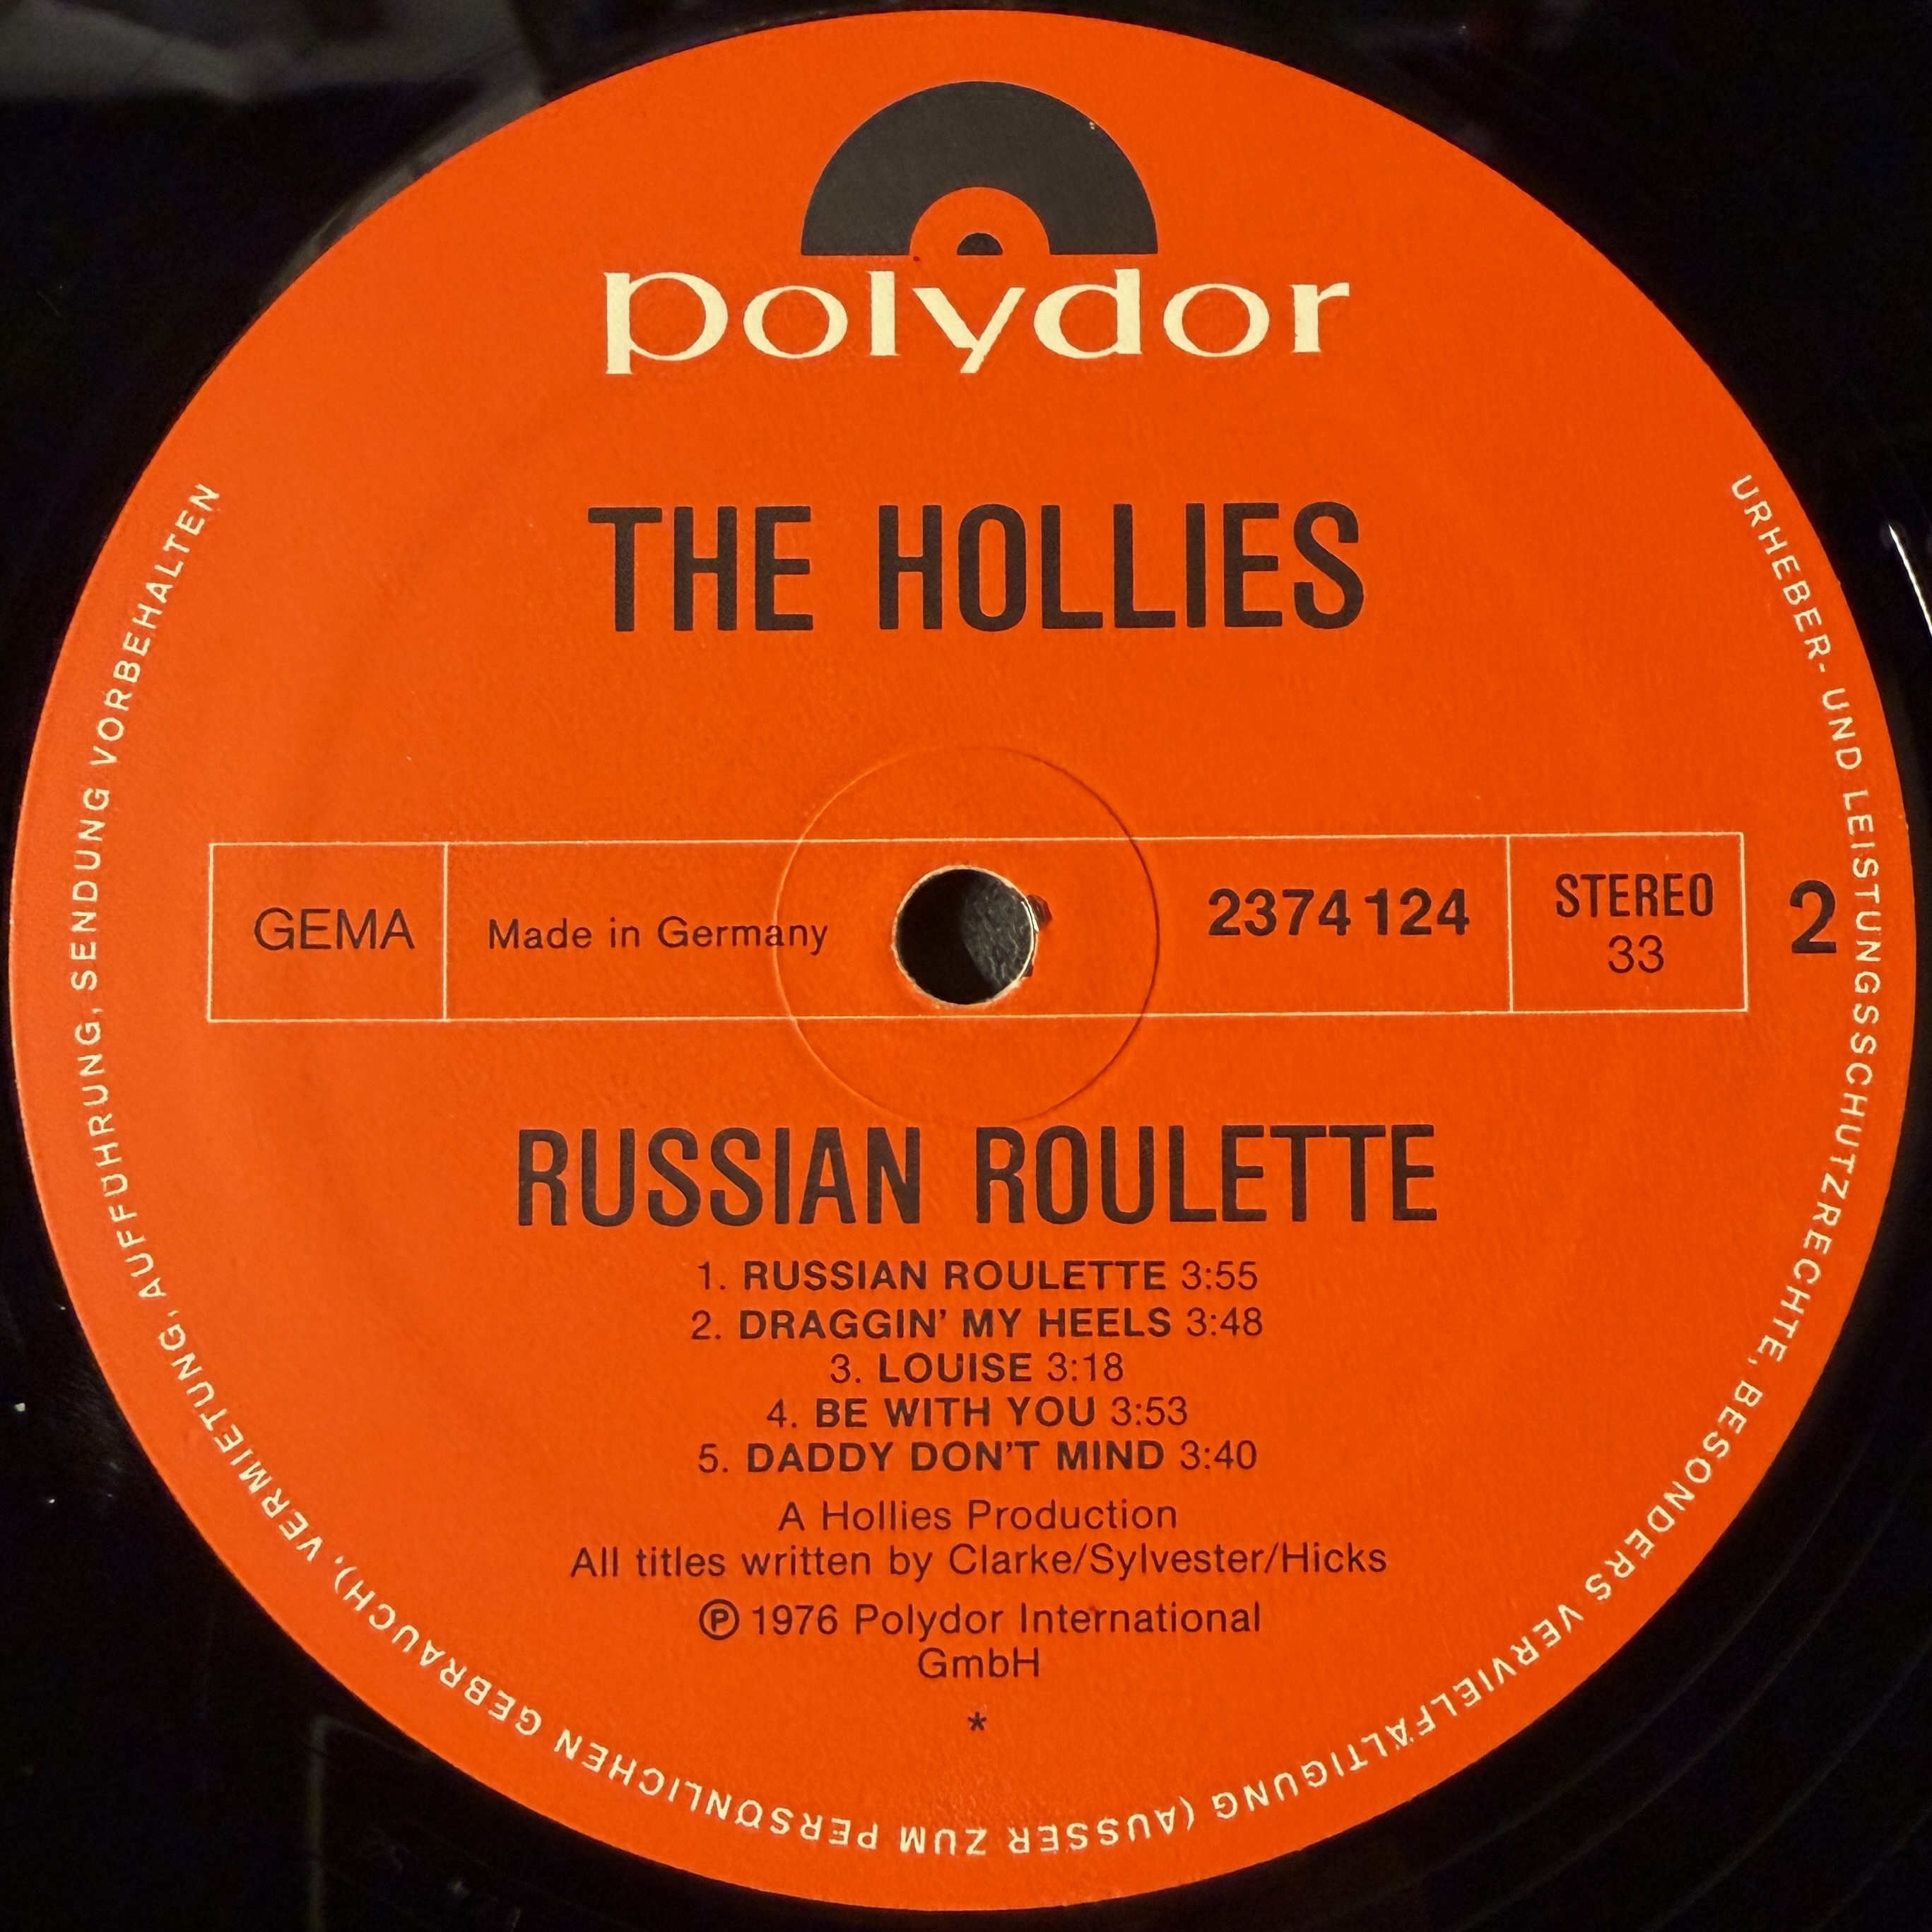 polydor
THE HOLLIES
GEMA
Made in Germany
2374 124
STEREO
33
2
RUSSIAN ROULETTE
1. RUSSIAN ROULETTE 3:55
2. DRAGGIN' MY HEELS 3:48
3. LOUISE 3:18
4. BE WITH YOU 3:53
5. DADDY DON'T MIND 3:40
A Hollies Production
All titles written by Clarke/Sylvester/Hicks
Ⓟ 1976 Polydor International
GmbH
*
URHEBER- UND LEISTUNGSSCHUTZRECHTE, BESONDERS VERVIELFÄLTIGUNG (AUSSER ZUM PERSÖNLICHEN GEBRAUCH), VERMIETUNG, AUFFÜHRUNG, SENDUNG VORBEHALTEN